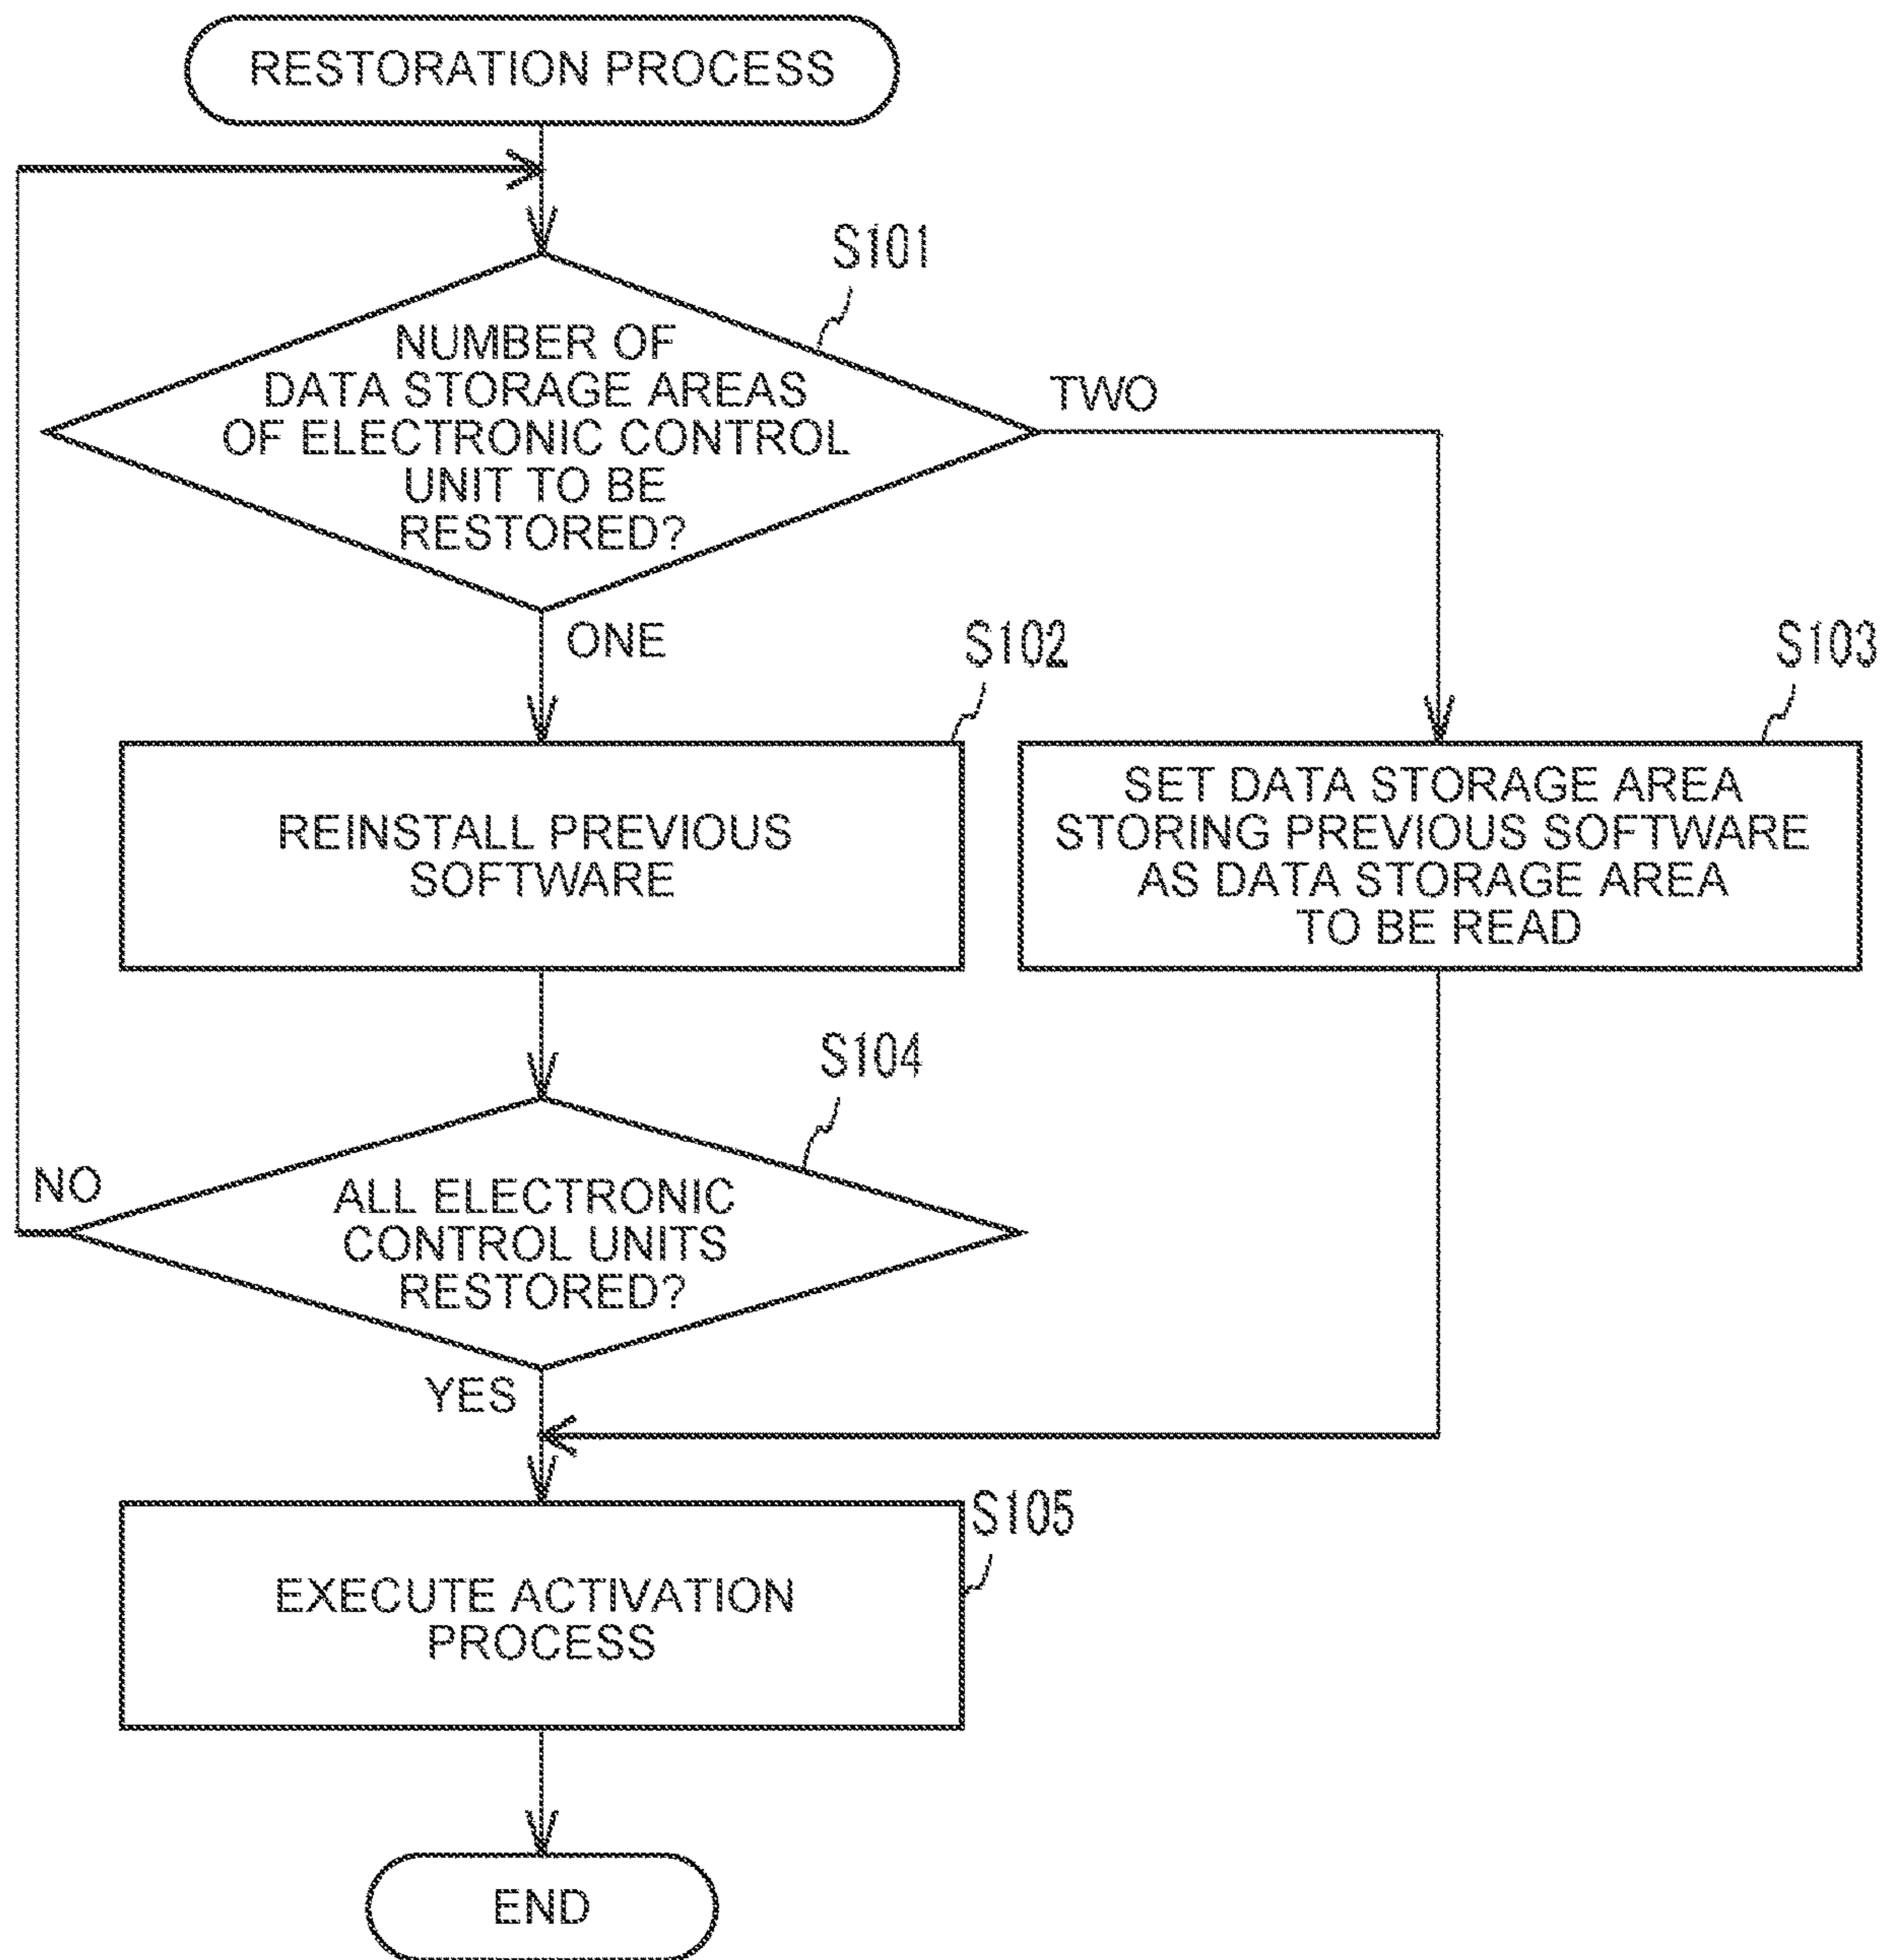 RESTORATION PROCESS
S101
NUMBER OF
DATA STORAGE AREAS
OF ELECTRONIC CONTROL
UNIT TO BE
RESTORED?
TWO
ONE
S102
REINSTALL PREVIOUS
SOFTWARE
S103
SET DATA STORAGE AREA
STORING PREVIOUS SOFTWARE
AS DATA STORAGE AREA
TO BE READ
S104
NO
ALL ELECTRONIC
CONTROL UNITS
RESTORED?
YES
S105
EXECUTE ACTIVATION
PROCESS
END